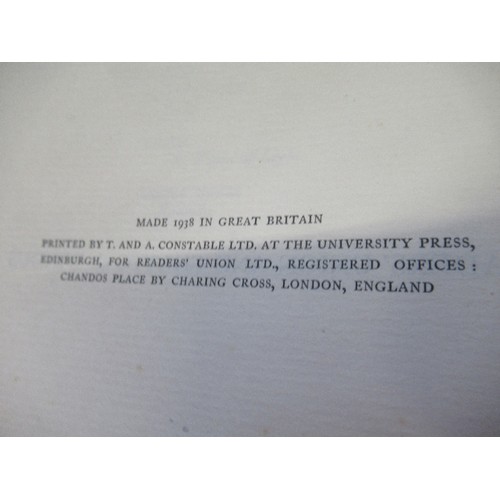 MADE 1938 IN GREAT BRITAIN
PRINTED BY T. AND A. CONSTABLE LTD. AT THE UNIVERSITY PRESS,
EDINBURGH, FOR READERS' UNION LTD., REGISTERED OFFICES :
CHANDOS PLACE BY CHARING CROSS, LONDON, ENGLAND